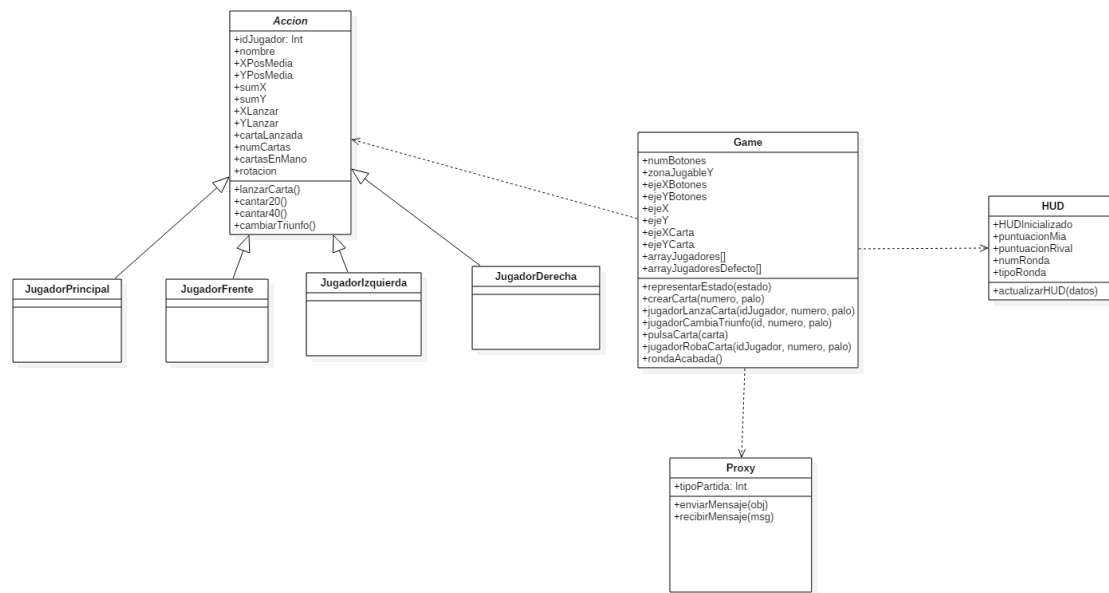 Accion
+idJugador: Int
+nombre
+XPosMedia
+YPosMedia
+sumX
+sumY
+XLanzar
+YLanzar
+cartaLanzada
+numCartas
+cartasEnMano
+rotacion
+lanzarCarta()
+cantar20()
+cantar40()
+cambiarTriunfo()
JugadorPrincipal
JugadorFrente
JugadorIzquierda
JugadorDerecha
Game
+numBotones
+zonaJugableY
+ejeXBotones
+ejeYBotones
+ejeX
+ejeY
+ejeXCarta
+ejeYCarta
+arrayJugadores[]
+arrayJugadoresDefecto[]
+representarEstado(estado)
+crearCarta(numero, palo)
+jugadorLanzaCarta(idJugador, numero, palo)
+jugadorCambiaTriunfo(id, numero, palo)
+pulsaCarta(carta)
+jugadorRobaCarta(idJugador, numero, palo)
+rondaAcabada()
HUD
+HUDInicializado
+puntuacionMia
+puntuacionRival
+numRonda
+tipoRonda
+actualizarHUD(datos)
Proxy
+tipoPartida: Int
+enviarMensaje(obj)
+recibirMensaje(msg)